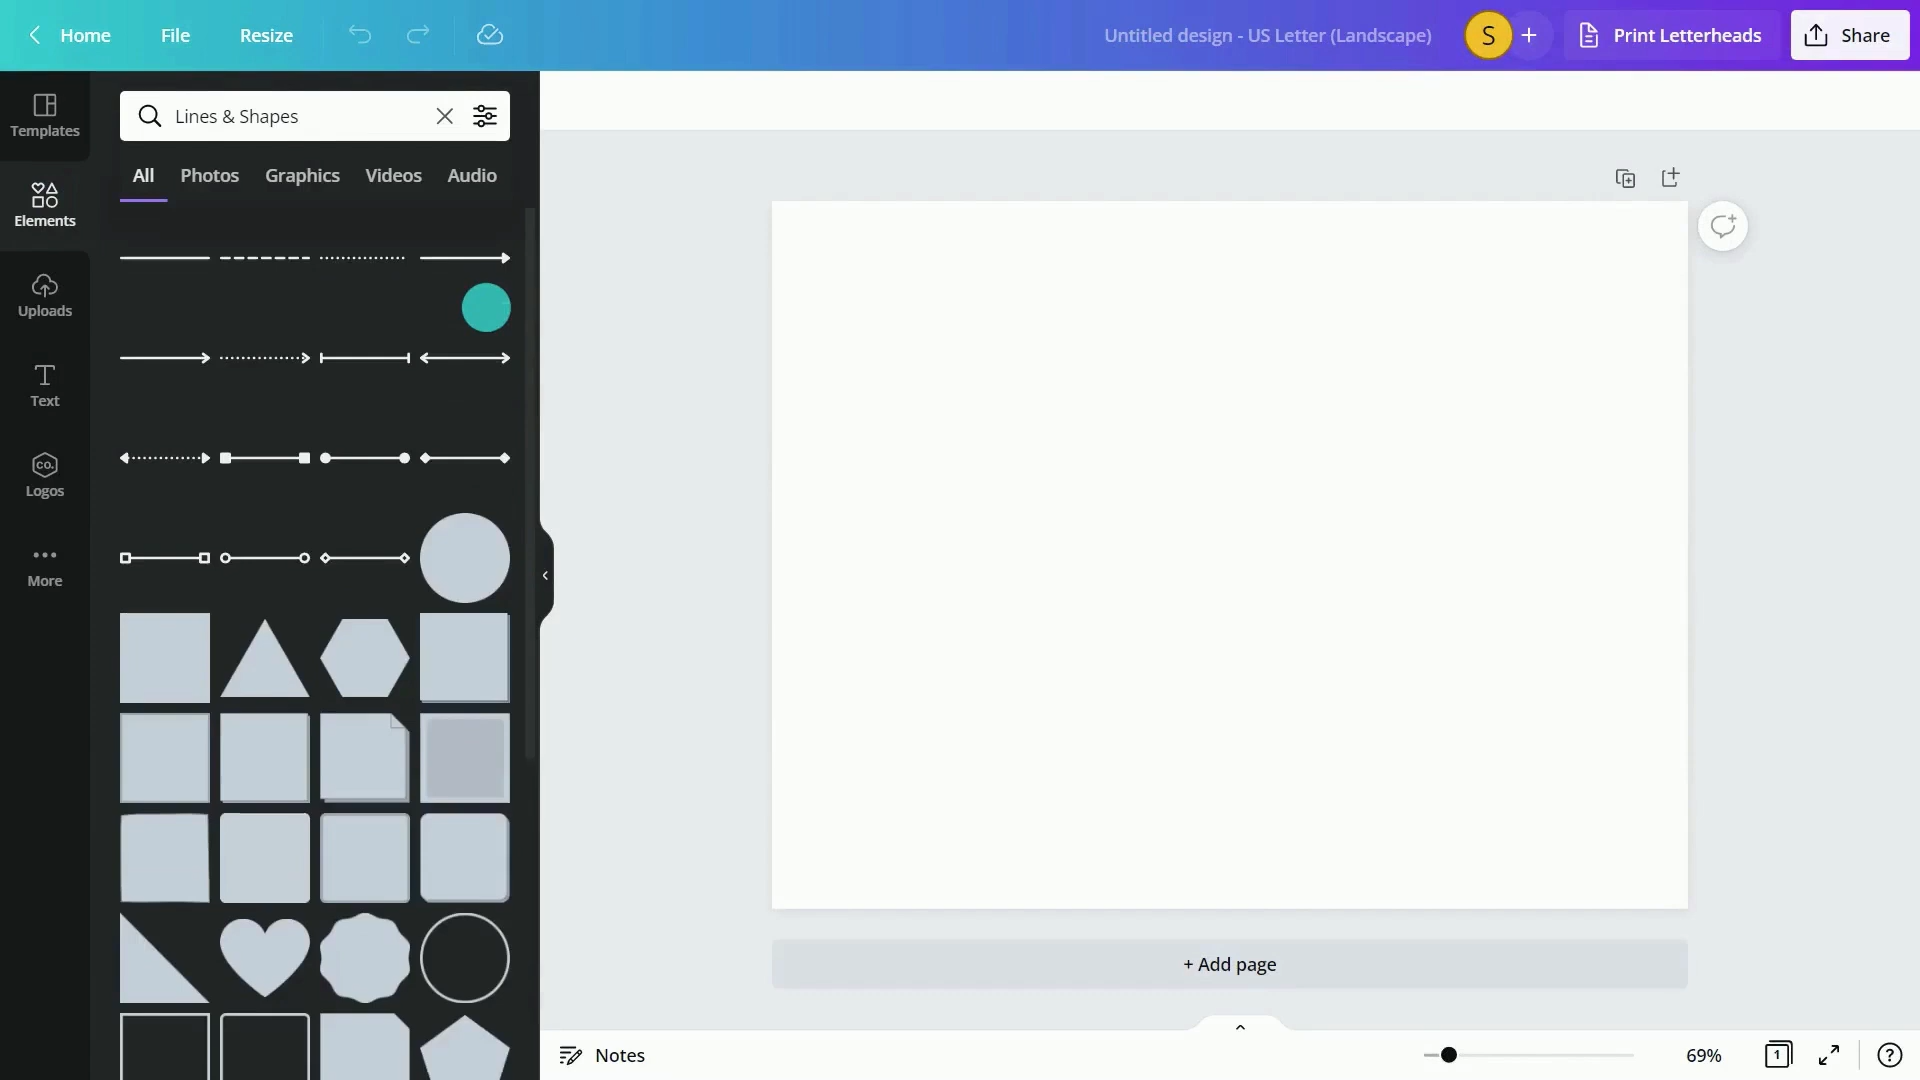 Home File Resize Untitled design - US Letter (Landscape) S + Print Letterheads Share
Templates
Elements
Uploads
Text
CO.
Logos
More
Lines & Shapes
All Photos Graphics Videos Audio
+ Add page
Notes 69% 1 ?